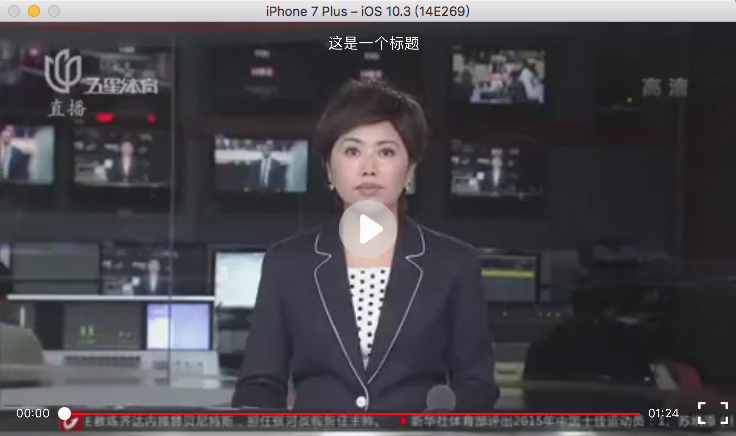 iPhone 7 Plus – iOS 10.3 (14E269)
这是一个标题
五星体育
直播
高清
00:00
01:24
新华社体育部评出2015年中国十佳运动员：1，苏